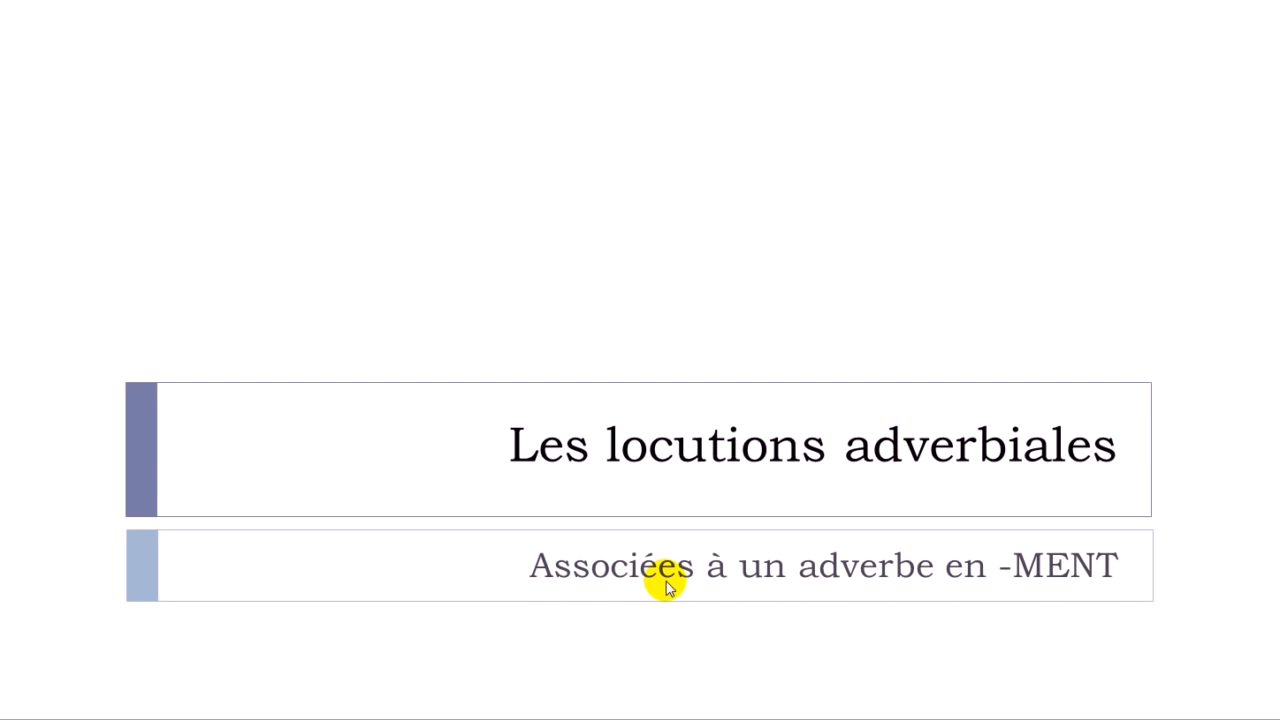 Les locutions adverbiales
Associées à un adverbe en -MENT